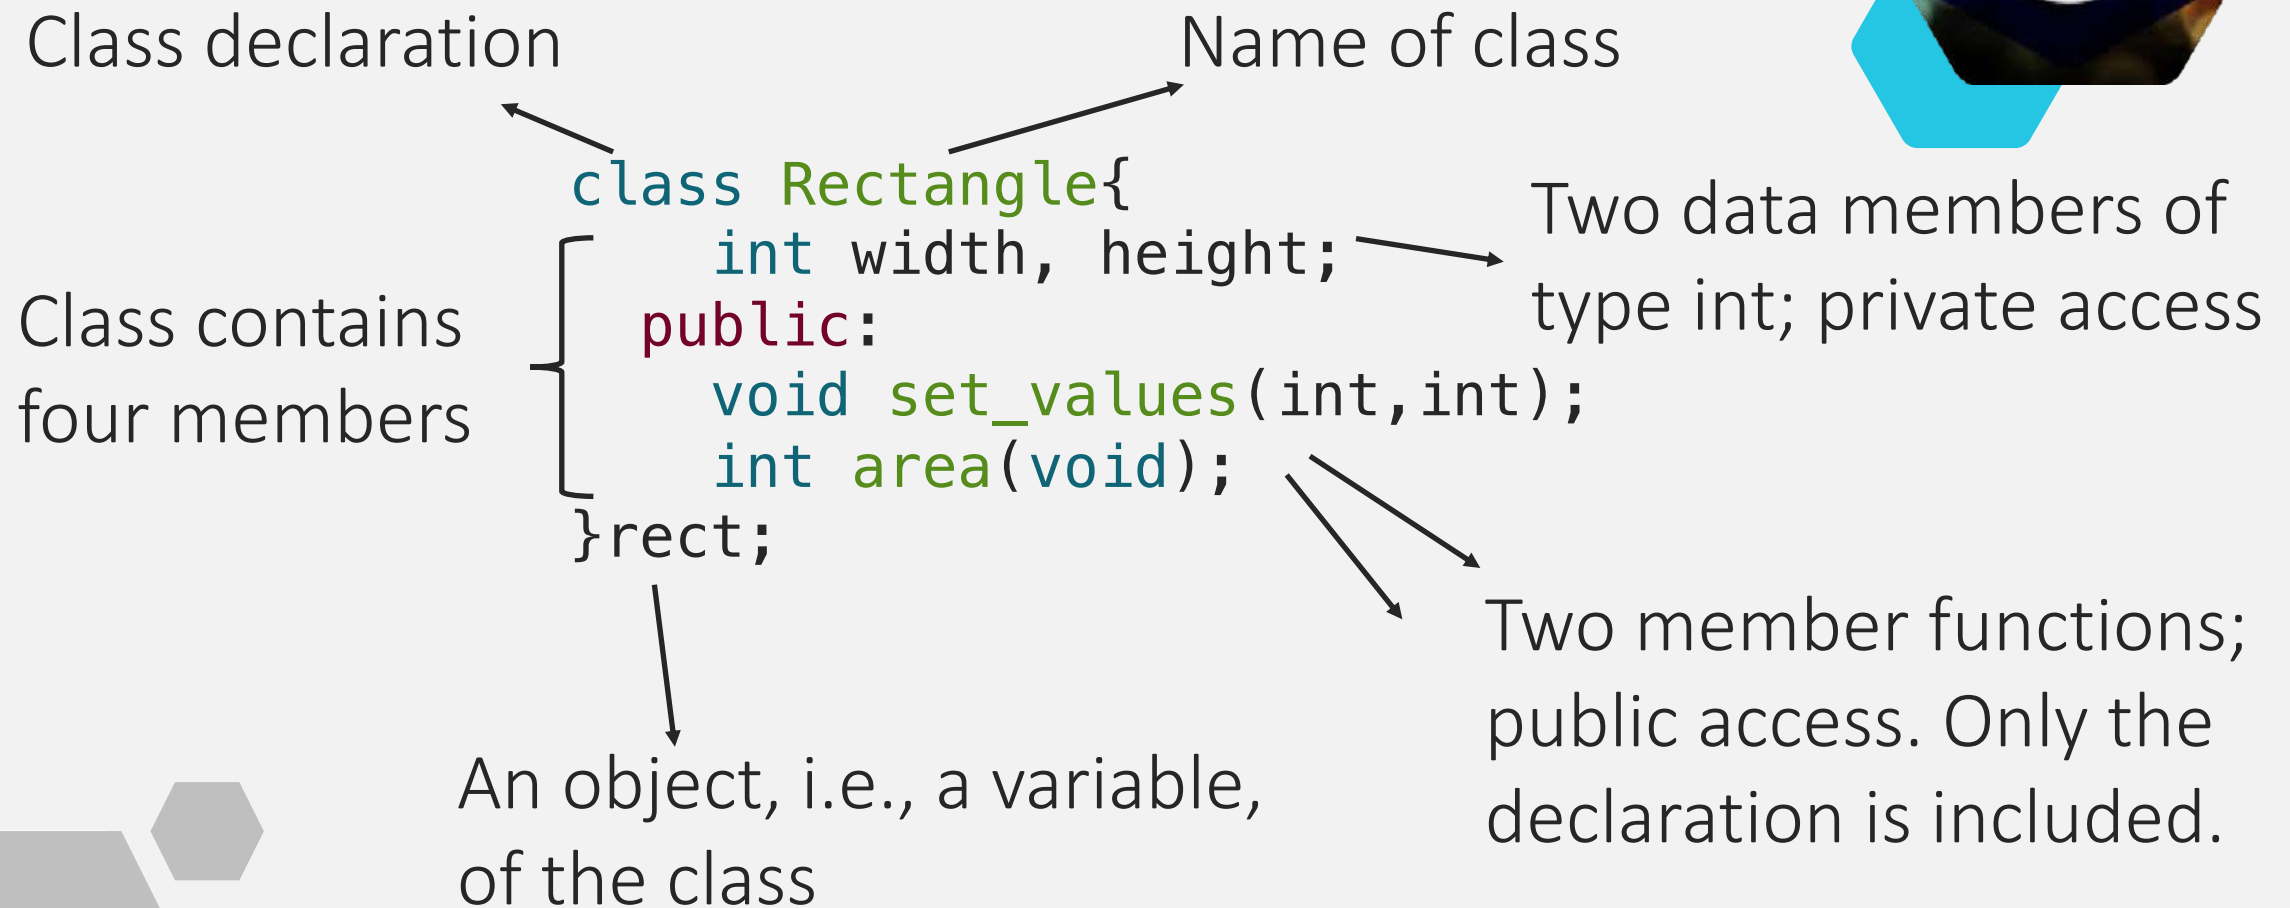 Class declaration
Name of class
class Rectangle{
int width, height;
public:
void set_values(int,int);
int area(void);
}rect;
Class contains
four members
Two data members of
type int; private access
Two member functions;
public access. Only the
declaration is included.
An object, i.e., a variable,
of the class